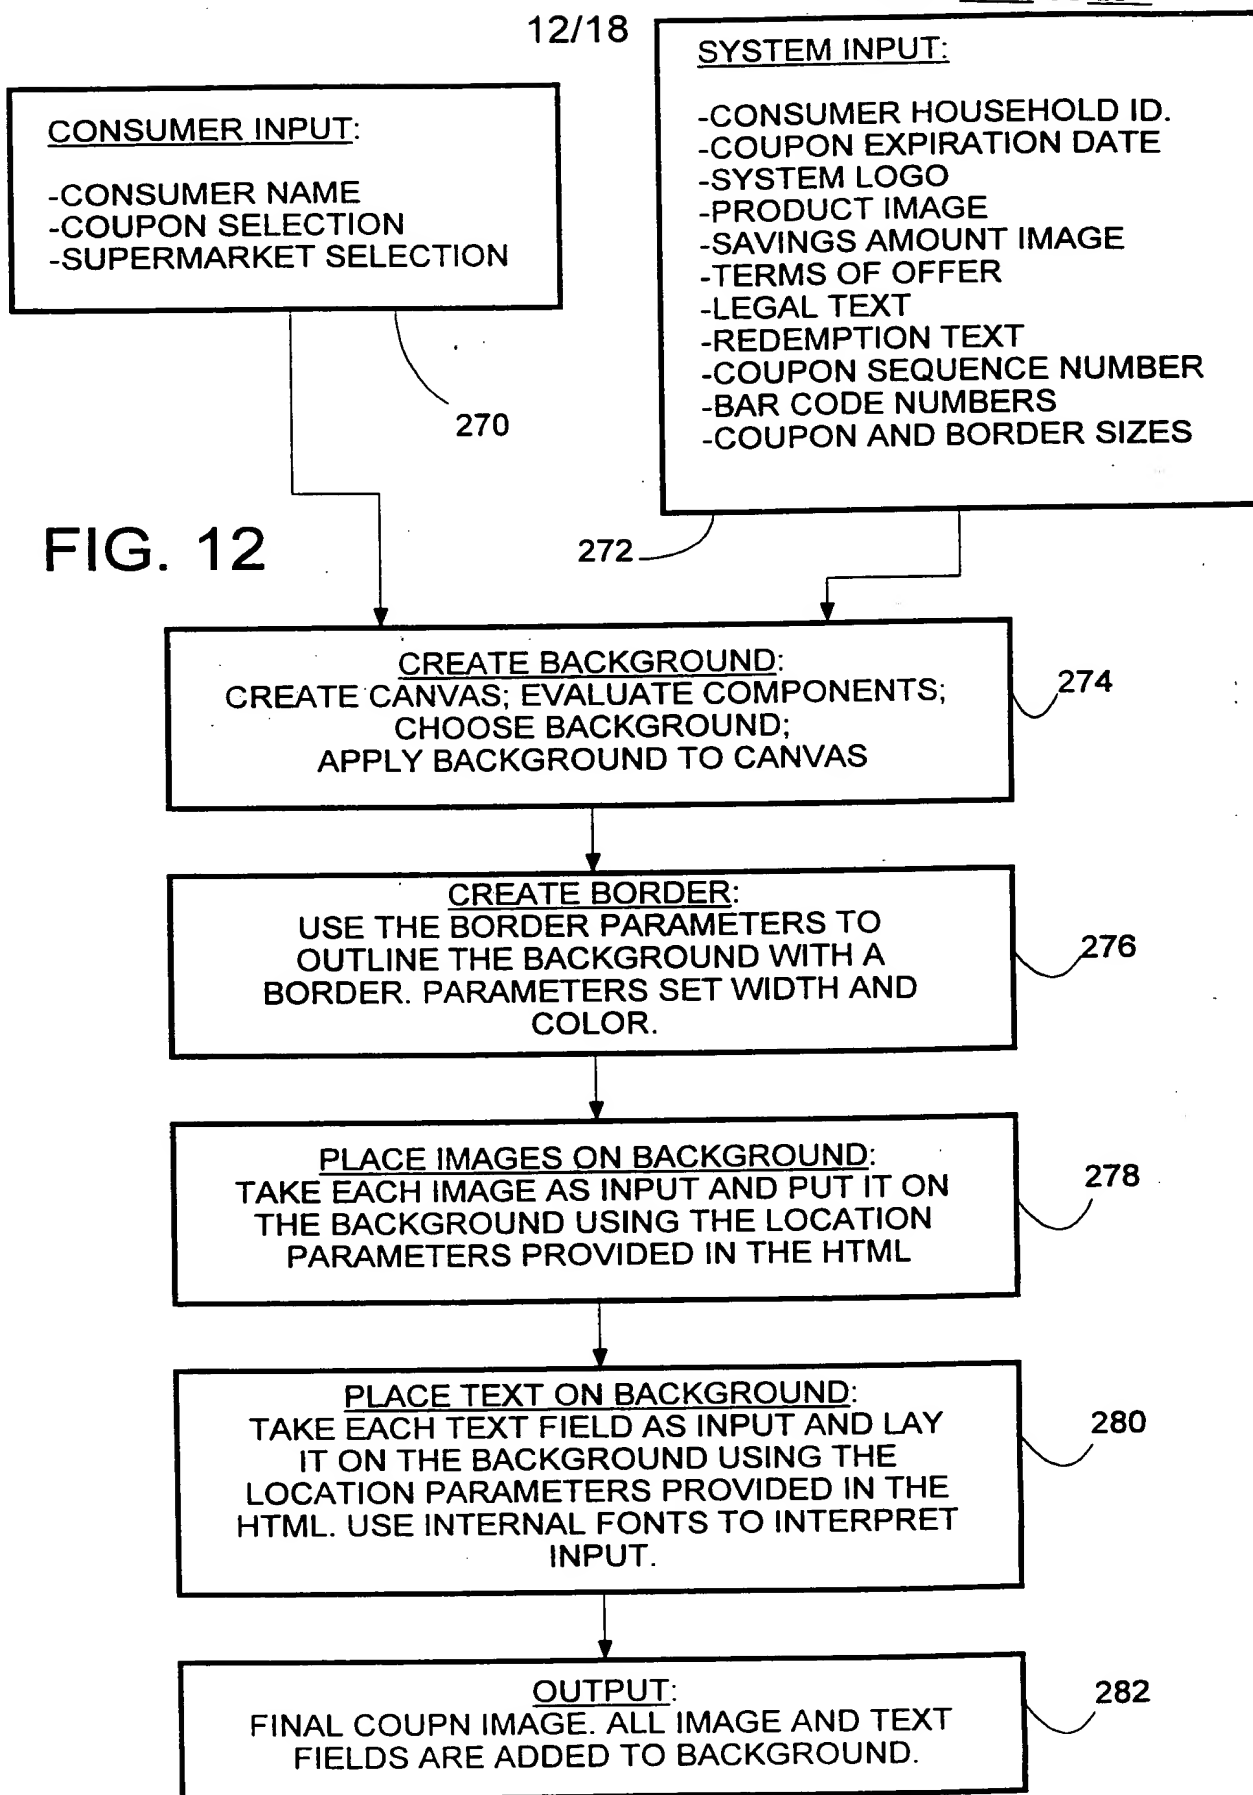 12/18
CONSUMER INPUT:
-CONSUMER NAME
-COUPON SELECTION
-SUPERMARKET SELECTION
270
SYSTEM INPUT:
-CONSUMER HOUSEHOLD ID.
-COUPON EXPIRATION DATE
-SYSTEM LOGO
-PRODUCT IMAGE
-SAVINGS AMOUNT IMAGE
-TERMS OF OFFER
-LEGAL TEXT
-REDEMPTION TEXT
-COUPON SEQUENCE NUMBER
-BAR CODE NUMBERS
-COUPON AND BORDER SIZES
272
FIG. 12
CREATE BACKGROUND:
CREATE CANVAS; EVALUATE COMPONENTS;
CHOOSE BACKGROUND;
APPLY BACKGROUND TO CANVAS
274
CREATE BORDER:
USE THE BORDER PARAMETERS TO
OUTLINE THE BACKGROUND WITH A
BORDER. PARAMETERS SET WIDTH AND
COLOR.
276
PLACE IMAGES ON BACKGROUND:
TAKE EACH IMAGE AS INPUT AND PUT IT ON
THE BACKGROUND USING THE LOCATION
PARAMETERS PROVIDED IN THE HTML
278
PLACE TEXT ON BACKGROUND:
TAKE EACH TEXT FIELD AS INPUT AND LAY
IT ON THE BACKGROUND USING THE
LOCATION PARAMETERS PROVIDED IN THE
HTML. USE INTERNAL FONTS TO INTERPRET
INPUT.
280
OUTPUT:
FINAL COUPN IMAGE. ALL IMAGE AND TEXT
FIELDS ARE ADDED TO BACKGROUND.
282